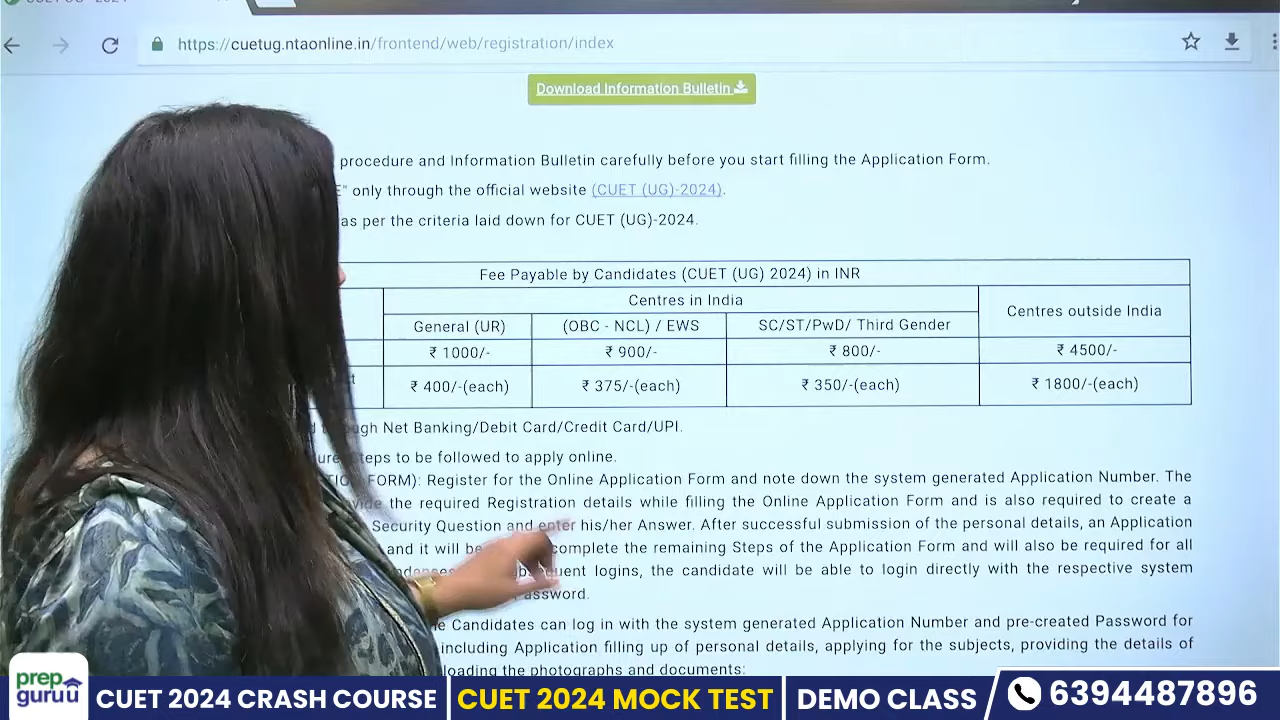 https://cuetug.ntaonline.in/frontend/web/registration/index
Download Information Bulletin
procedure and Information Bulletin carefully before you start filling the Application Form.
only through the official website (CUET (UG)-2024).
as per the criteria laid down for CUET (UG)-2024.
Fee Payable by Candidates (CUET (UG) 2024) in INR
Centres in India
Centres outside India
General (UR)
(OBC - NCL) / EWS
SC/ST/PwD/ Third Gender
₹ 1000/-
₹ 900/-
₹ 800/-
₹ 4500/-
₹ 400/-(each)
₹ 375/-(each)
₹ 350/-(each)
₹ 1800/-(each)
Net Banking/Debit Card/Credit Card/UPI.
to be followed to apply online.
FORM): Register for the Online Application Form and note down the system generated Application Number. The
the required Registration details while filling the Online Application Form and is also required to create a
Security Question and enter his/her Answer. After successful submission of the personal details, an Application
and it will be complete the remaining Steps of the Application Form and will also be required for all
logins, the candidate will be able to login directly with the respective system
Candidates can log in with the system generated Application Number and pre-created Password for
including Application filling up of personal details, applying for the subjects, providing the details of
the photographs and documents:
prep
guruu
CUET 2024 CRASH COURSE
CUET 2024 MOCK TEST
DEMO CLASS
6394487896